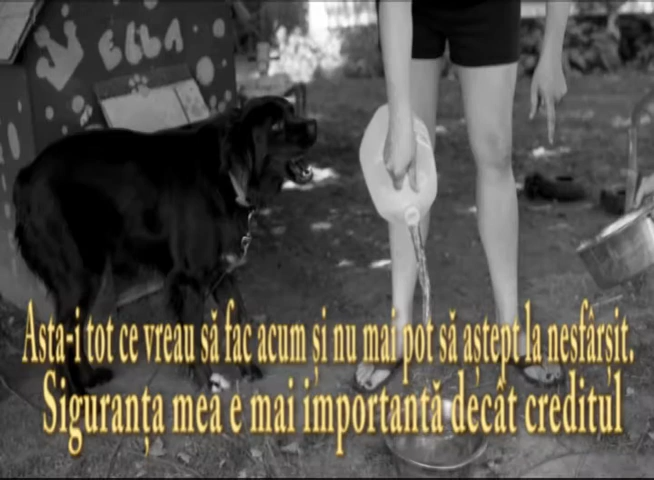 ELLA
Asta-i tot ce vreau să fac acum și nu mai pot să aștept la nesfârșit.
Siguranța mea e mai importantă decât creditul